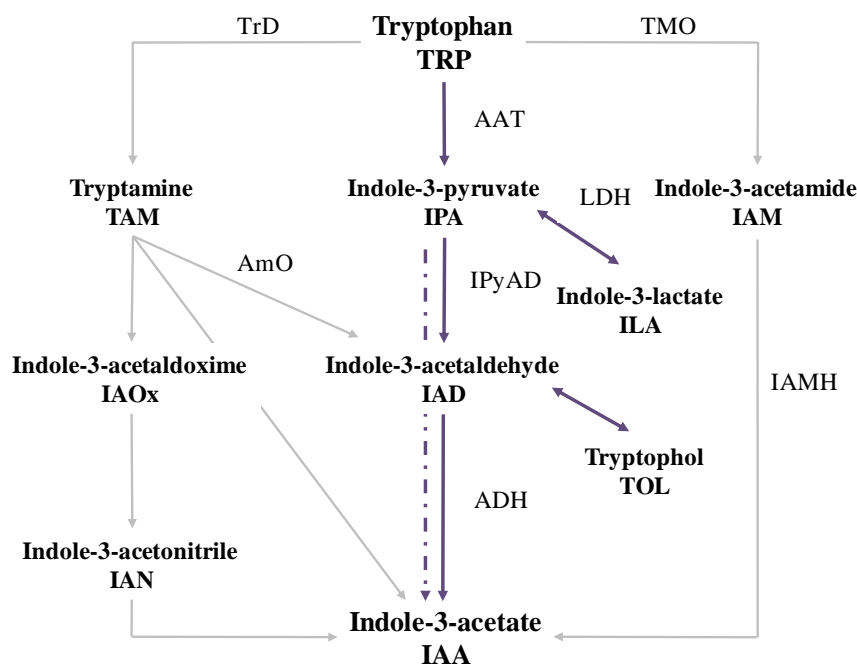 TrD
Tryptophan
TRP
TMO
AAT
Tryptamine
TAM
Indole-3-pyruvate
IPA
LDH
Indole-3-acetamide
IAM
AmO
IPyAD
Indole-3-lactate
ILA
Indole-3-acetaldoxime
IAOx
Indole-3-acetaldehyde
IAD
IAMH
Tryptophol
TOL
ADH
Indole-3-acetonitrile
IAN
Indole-3-acetate
IAA